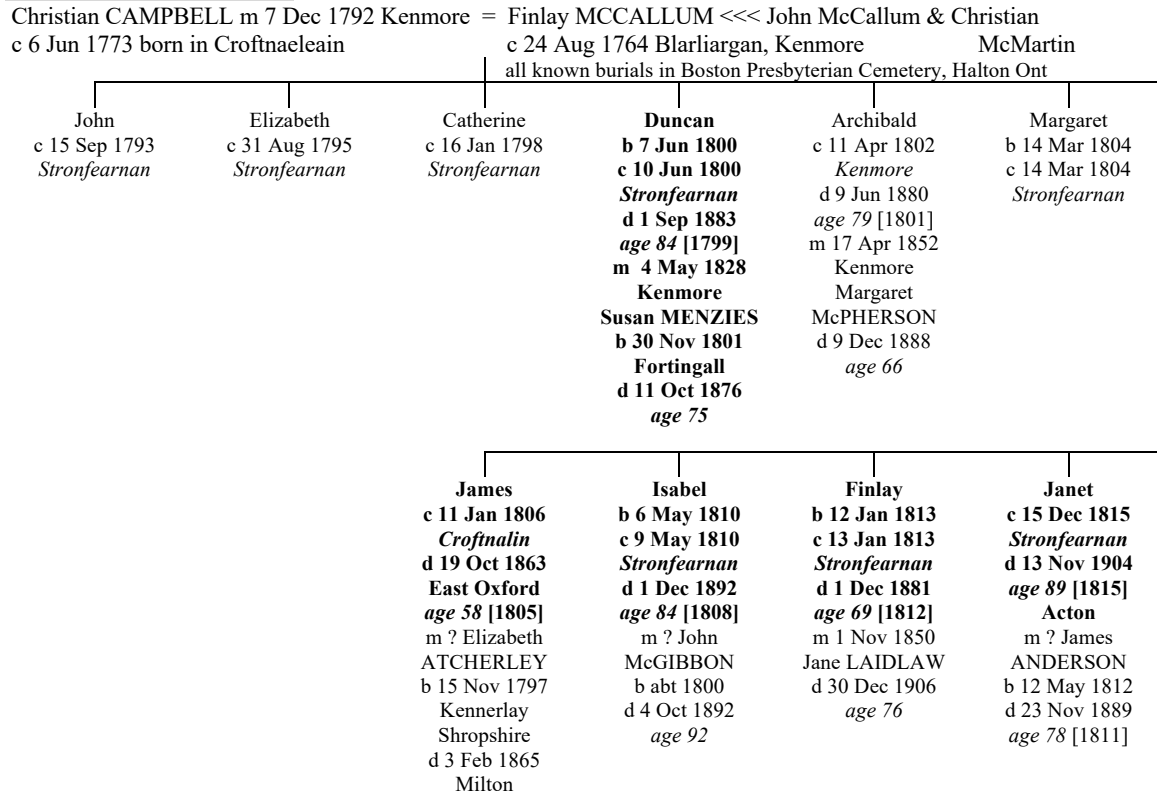 Christian CAMPBELL m 7 Dec 1792 Kenmore = Finlay MCCALLUM <<< John McCallum & Christian
c 6 Jun 1773 born in Croftnaeleain c 24 Aug 1764 Blarliargan, Kenmore McMartin
all known burials in Boston Presbyterian Cemetery, Halton Ont
John
c 15 Sep 1793
Stronfearnan
Elizabeth
c 31 Aug 1795
Stronfearnan
Catherine
c 16 Jan 1798
Stronfearnan
Duncan
b 7 Jun 1800
c 10 Jun 1800
Stronfearnan
d 1 Sep 1883
age 84 [1799]
m 4 May 1828
Kenmore
Susan MENZIES
b 30 Nov 1801
Fortingall
d 11 Oct 1876
age 75
Archibald
c 11 Apr 1802
Kenmore
d 9 Jun 1880
age 79 [1801]
m 17 Apr 1852
Kenmore
Margaret
McPHERSON
d 9 Dec 1888
age 66
Margaret
b 14 Mar 1804
c 14 Mar 1804
Stronfearnan
James
c 11 Jan 1806
Croftnalin
d 19 Oct 1863
East Oxford
age 58 [1805]
m ? Elizabeth
ATCHERLEY
b 15 Nov 1797
Kennerlay
Shropshire
d 3 Feb 1865
Milton
Isabel
b 6 May 1810
c 9 May 1810
Stronfearnan
d 1 Dec 1892
age 84 [1808]
m ? John
McGIBBON
b abt 1800
d 4 Oct 1892
age 92
Finlay
b 12 Jan 1813
c 13 Jan 1813
Stronfearnan
d 1 Dec 1881
age 69 [1812]
m 1 Nov 1850
Jane LAIDLAW
d 30 Dec 1906
age 76
Janet
c 15 Dec 1815
Stronfearnan
d 13 Nov 1904
age 89 [1815]
Acton
m ? James
ANDERSON
b 12 May 1812
d 23 Nov 1889
age 78 [1811]